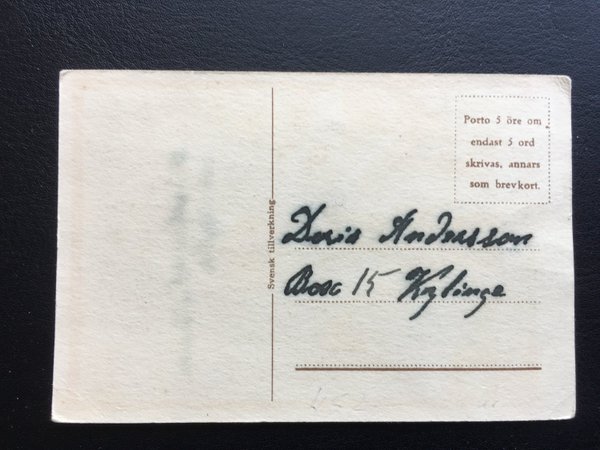 Porto 5 öre om
endast 5 ord
skrivas, annars
som brevkort.
Svensk tillverkning
Doris Andersson
Box 15 Kylinge